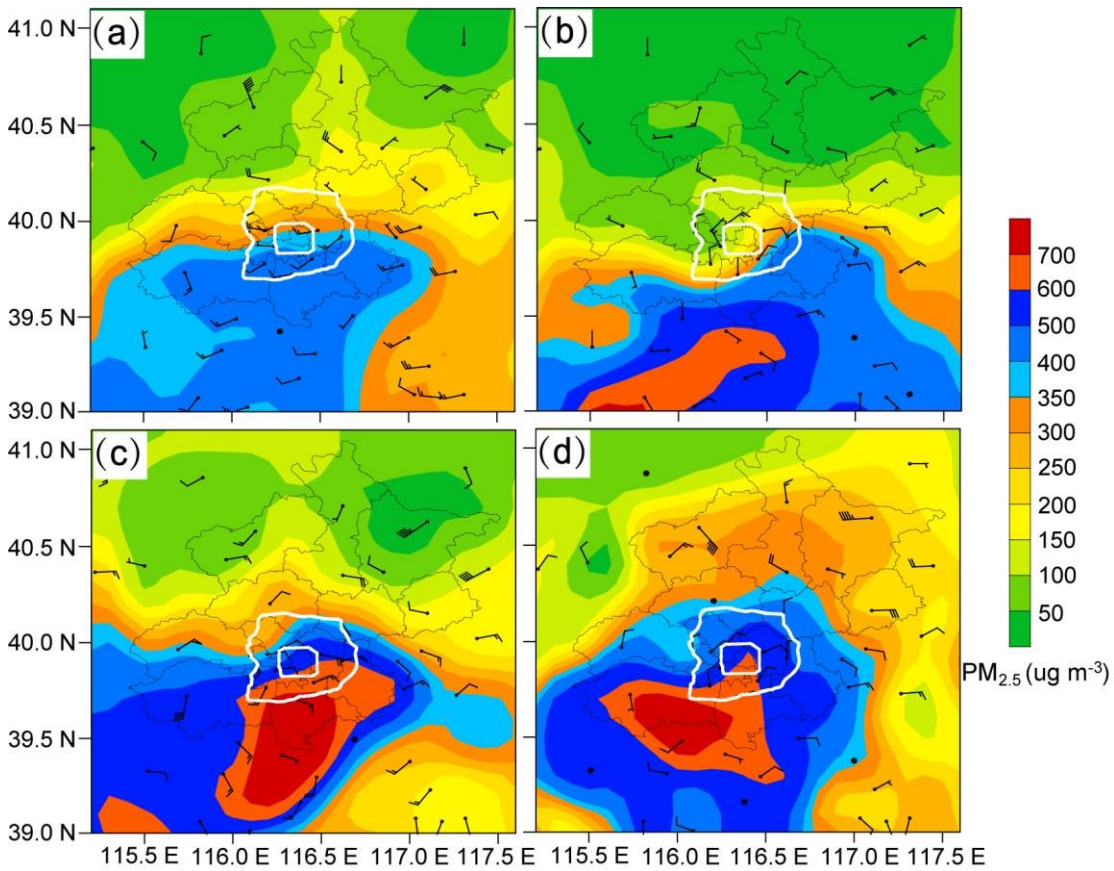 (a)
(b)
41.0 N
40.5 N
40.0 N
39.5 N
39.0 N
(c)
(d)
41.0 N
40.5 N
40.0 N
39.5 N
39.0 N
115.5 E 116.0 E 116.5 E 117.0 E 117.5 E
115.5 E 116.0 E 116.5 E 117.0 E 117.5 E
700
600
500
400
350
300
250
200
150
100
50
PM2.5 (ug m-3)